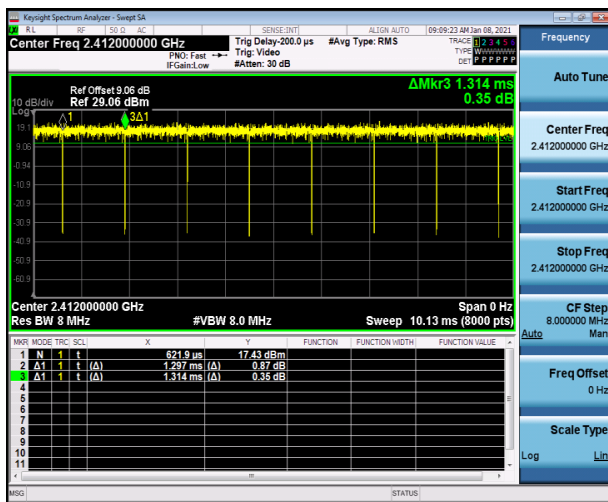 Keysight Spectrum Analyzer - Swept SA
RL RF 50 Ω AC SENSE:INT ALIGN AUTO 09:09:23 AM Jan 08, 2021
Center Freq 2.412000000 GHz
PNO: Fast
IFGain:Low
Trig Delay-200.0 µs
Trig: Video
#Atten: 30 dB
#Avg Type: RMS
TRACE 1 2 3 4 5 6
TYPE W
DET P P P P P P
Ref Offset 9.06 dB
Ref 29.06 dBm
10 dB/div
Log
ΔMkr3 1.314 ms
0.35 dB
1
3Δ1
19.1
9.06
-0.94
-10.9
-20.9
-30.9
-40.9
-50.9
-60.9
Center 2.412000000 GHz Span 0 Hz
Res BW 8 MHz #VBW 8.0 MHz Sweep 10.13 ms (8000 pts)
MKR MODE TRC SCL X Y FUNCTION FUNCTION WIDTH FUNCTION VALUE
1 N 1 t 621.9 µs 17.43 dBm
2 Δ1 1 t (Δ) 1.297 ms (Δ) 0.87 dB
3 Δ1 1 t (Δ) 1.314 ms (Δ) 0.35 dB
4
5
6
7
8
9
10
11
MSG STATUS
Frequency
Auto Tune
Center Freq
2.412000000 GHz
Start Freq
2.412000000 GHz
Stop Freq
2.412000000 GHz
CF Step
8.000000 MHz
Auto Man
Freq Offset
0 Hz
Scale Type
Log Lin